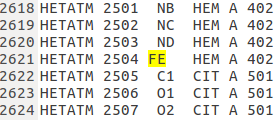 2618 HETATM 2501  NB  HEM A 402
2619 HETATM 2502  NC  HEM A 402
2620 HETATM 2503  ND  HEM A 402
2621 HETATM 2504 FE   HEM A 402
2622 HETATM 2505  C1  CIT A 501
2623 HETATM 2506  O1  CIT A 501
2624 HETATM 2507  O2  CIT A 501